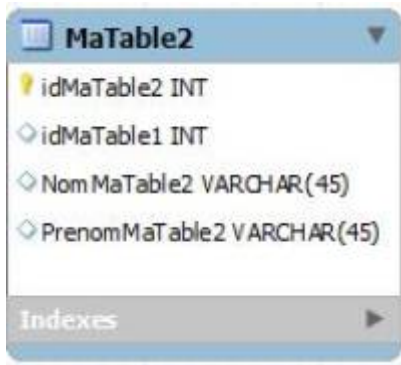 MaTable2
idMaTable2 INT
idMaTable1 INT
NomMaTable2 VARCHAR(45)
PrenomMaTable2 VARCHAR(45)
Indexes